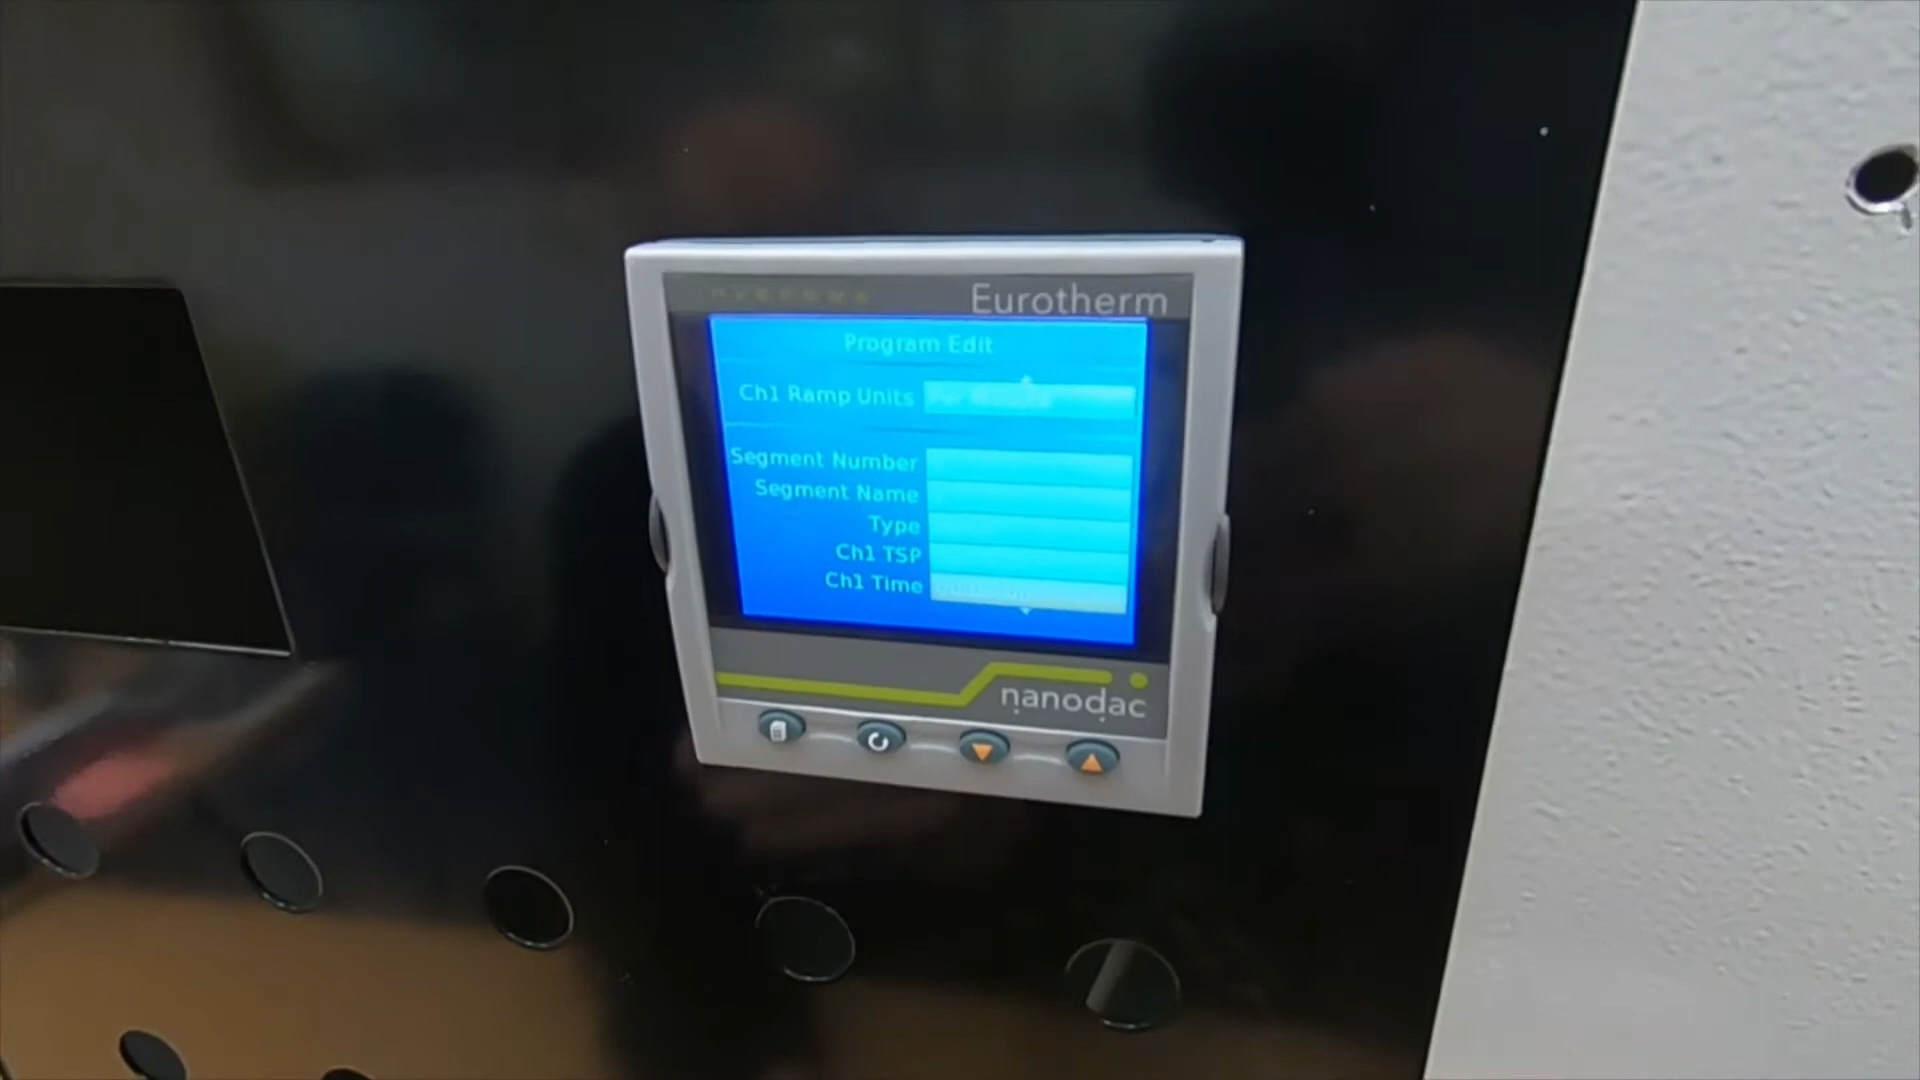 Eurotherm
Program Edit
Ch1 Ramp Units
Segment Number
Segment Name
Type
Ch1 TSP
Ch1 Time
nanodac